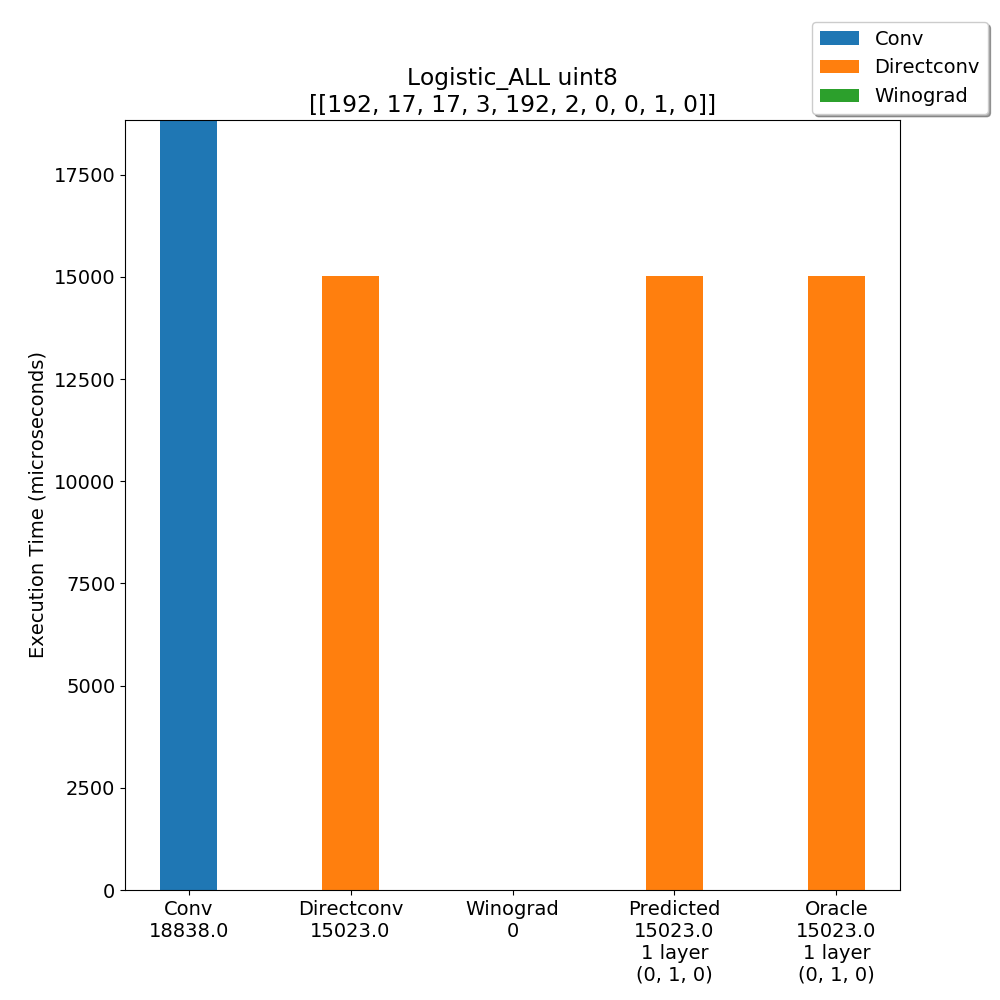 Conv
Directconv
Winograd
Logistic_ALL uint8
[[192, 17, 17, 3, 192, 2, 0, 0, 1, 0]]
Execution Time (microseconds)
17500
15000
12500
10000
7500
5000
2500
0
Conv
18838.0
Directconv
15023.0
Winograd
0
Predicted
15023.0
1 layer
(0, 1, 0)
Oracle
15023.0
1 layer
(0, 1, 0)